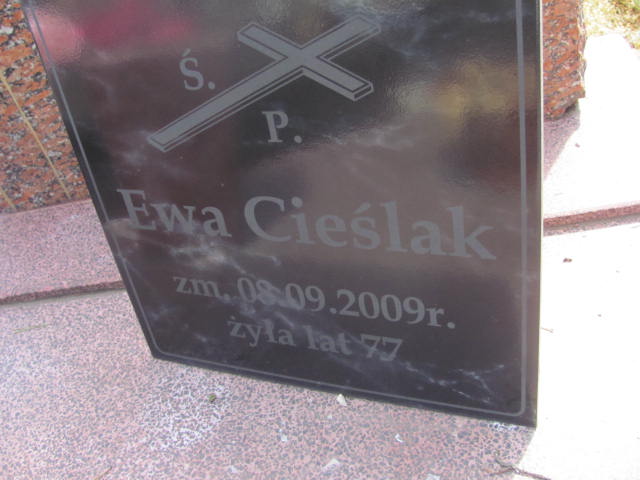 Ś. P.
Ewa Cieślak
zm. 08.09.2009r.
żyła lat 77